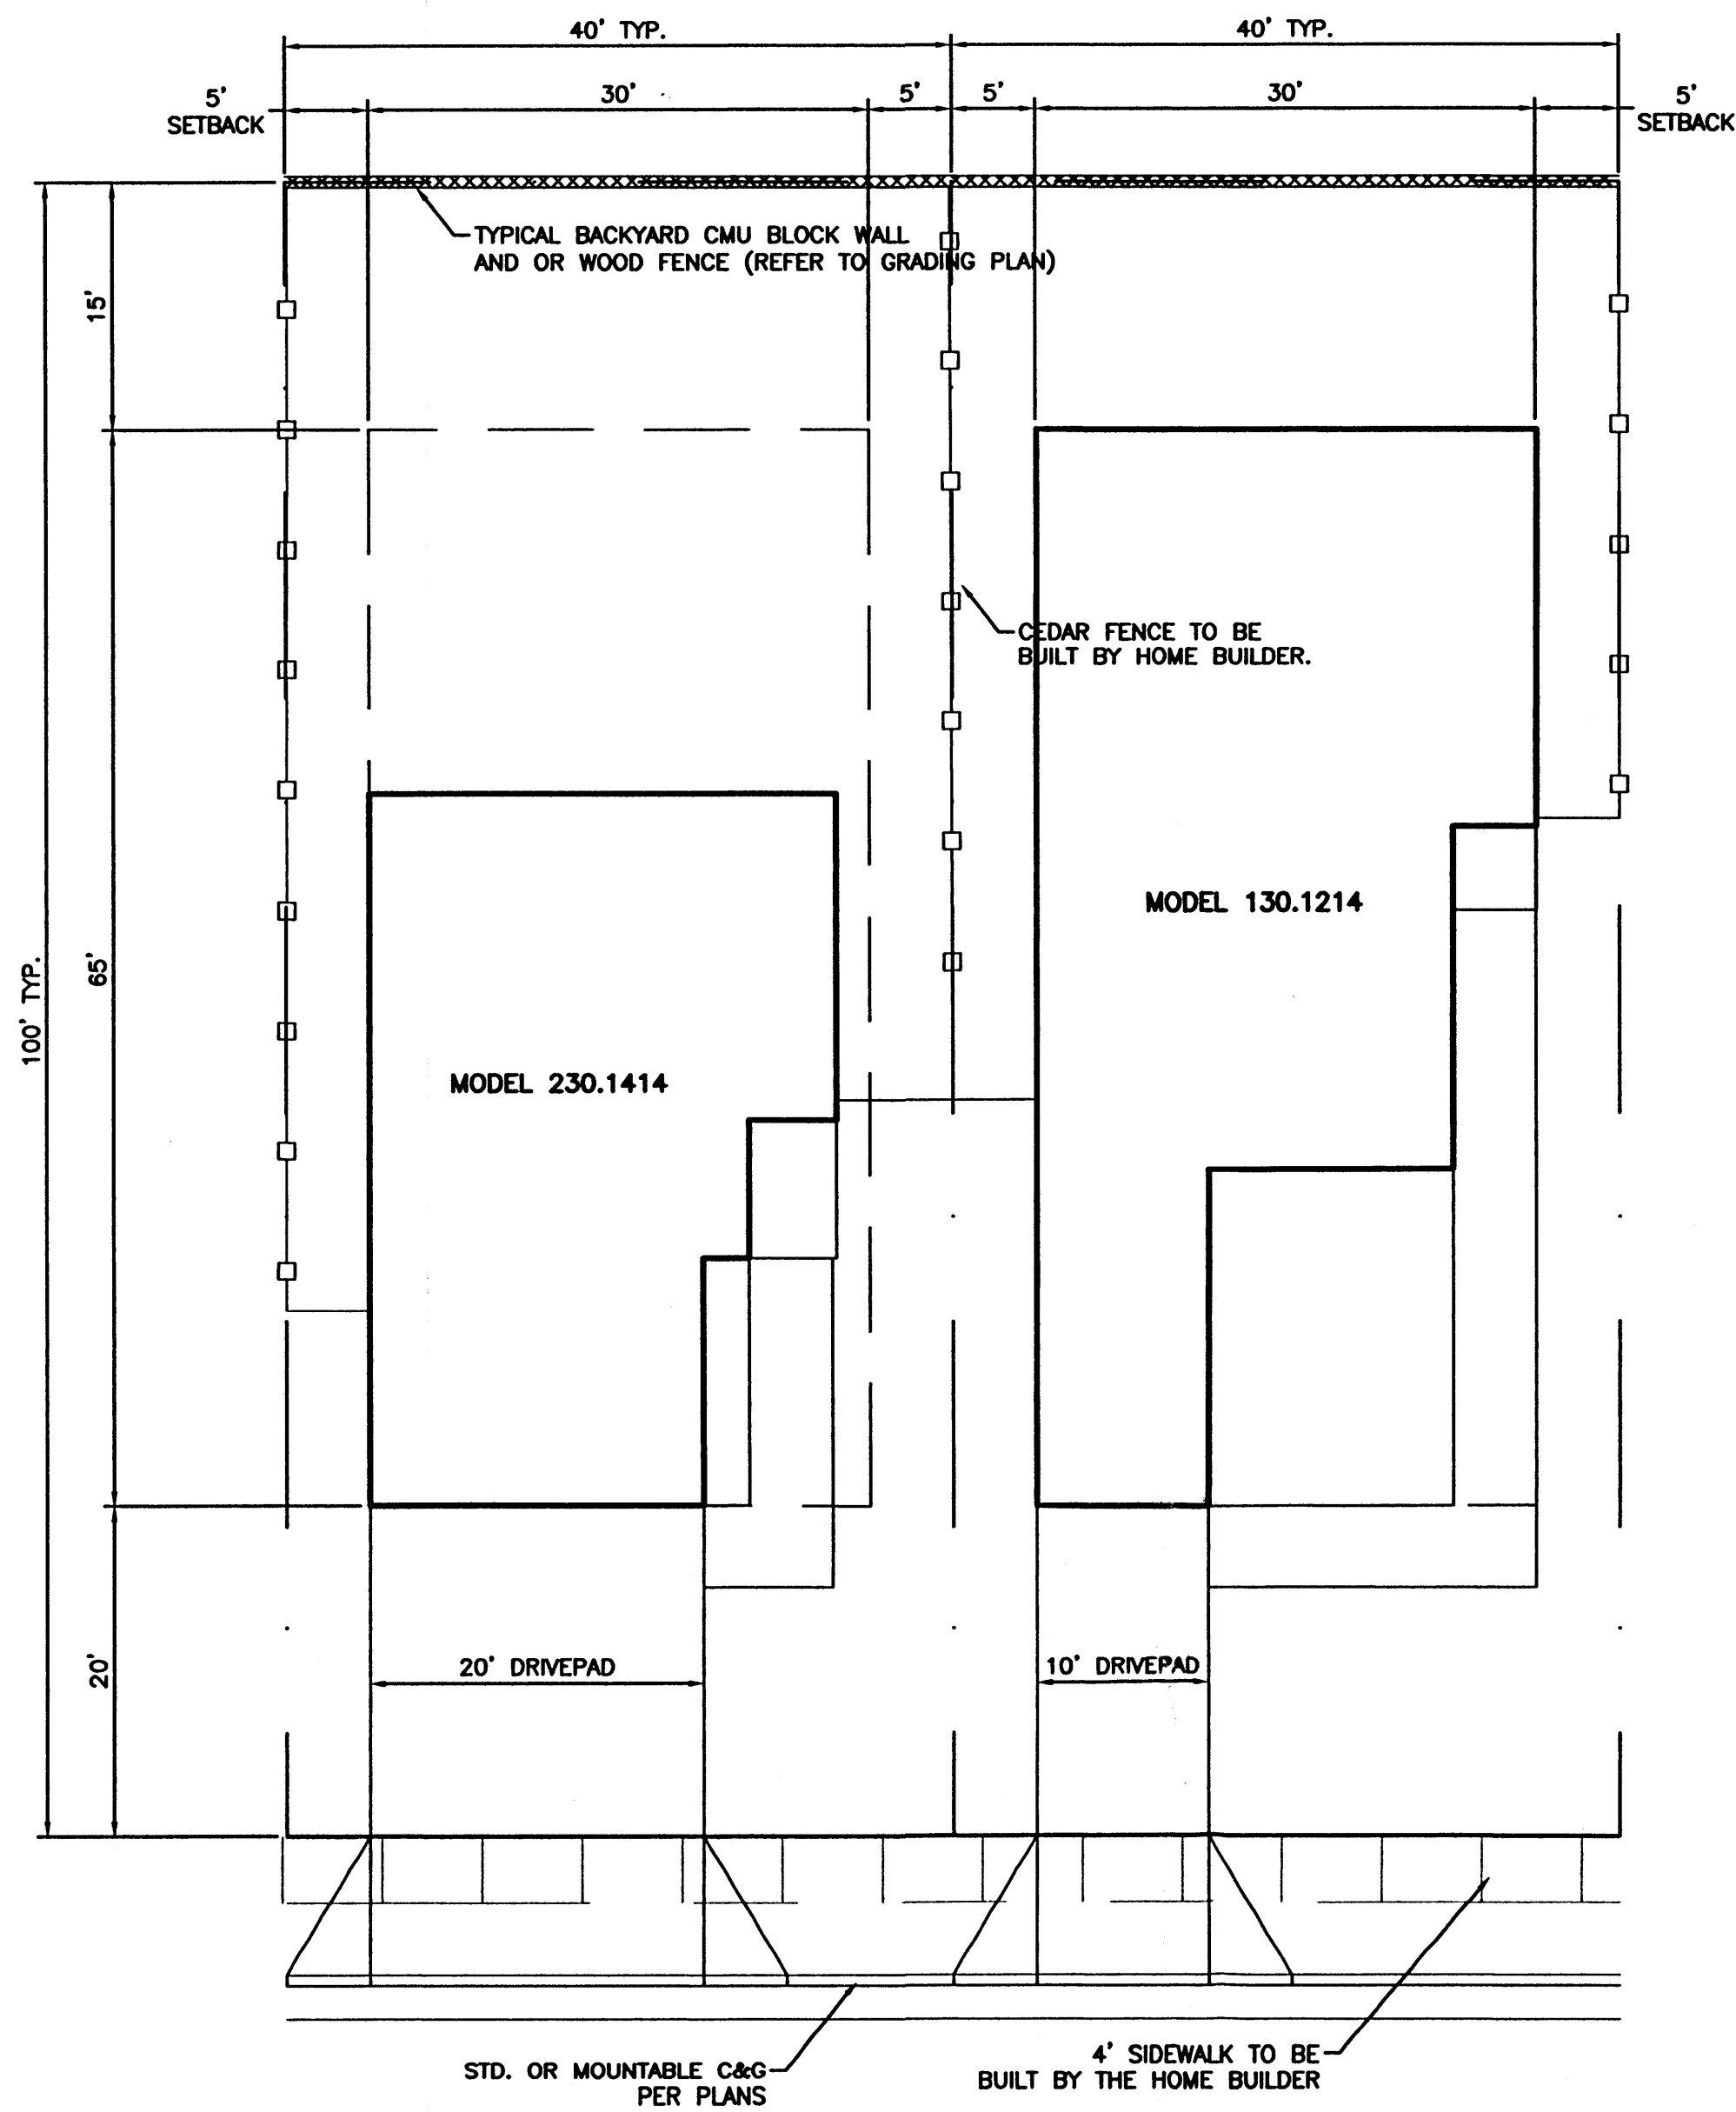 40' TYP.
40' TYP.
5'
SETBACK
30'
5'
5'
30'
5'
SETBACK
TYPICAL BACKYARD CMU BLOCK WALL
AND OR WOOD FENCE (REFER TO GRADING PLAN)
15'
CEDAR FENCE TO BE
BUILT BY HOME BUILDER.
MODEL 130.1214
65'
100' TYP.
MODEL 230.1414
20'
20' DRIVEPAD
10' DRIVEPAD
STD. OR MOUNTABLE C&G
PER PLANS
4' SIDEWALK TO BE
BUILT BY THE HOME BUILDER